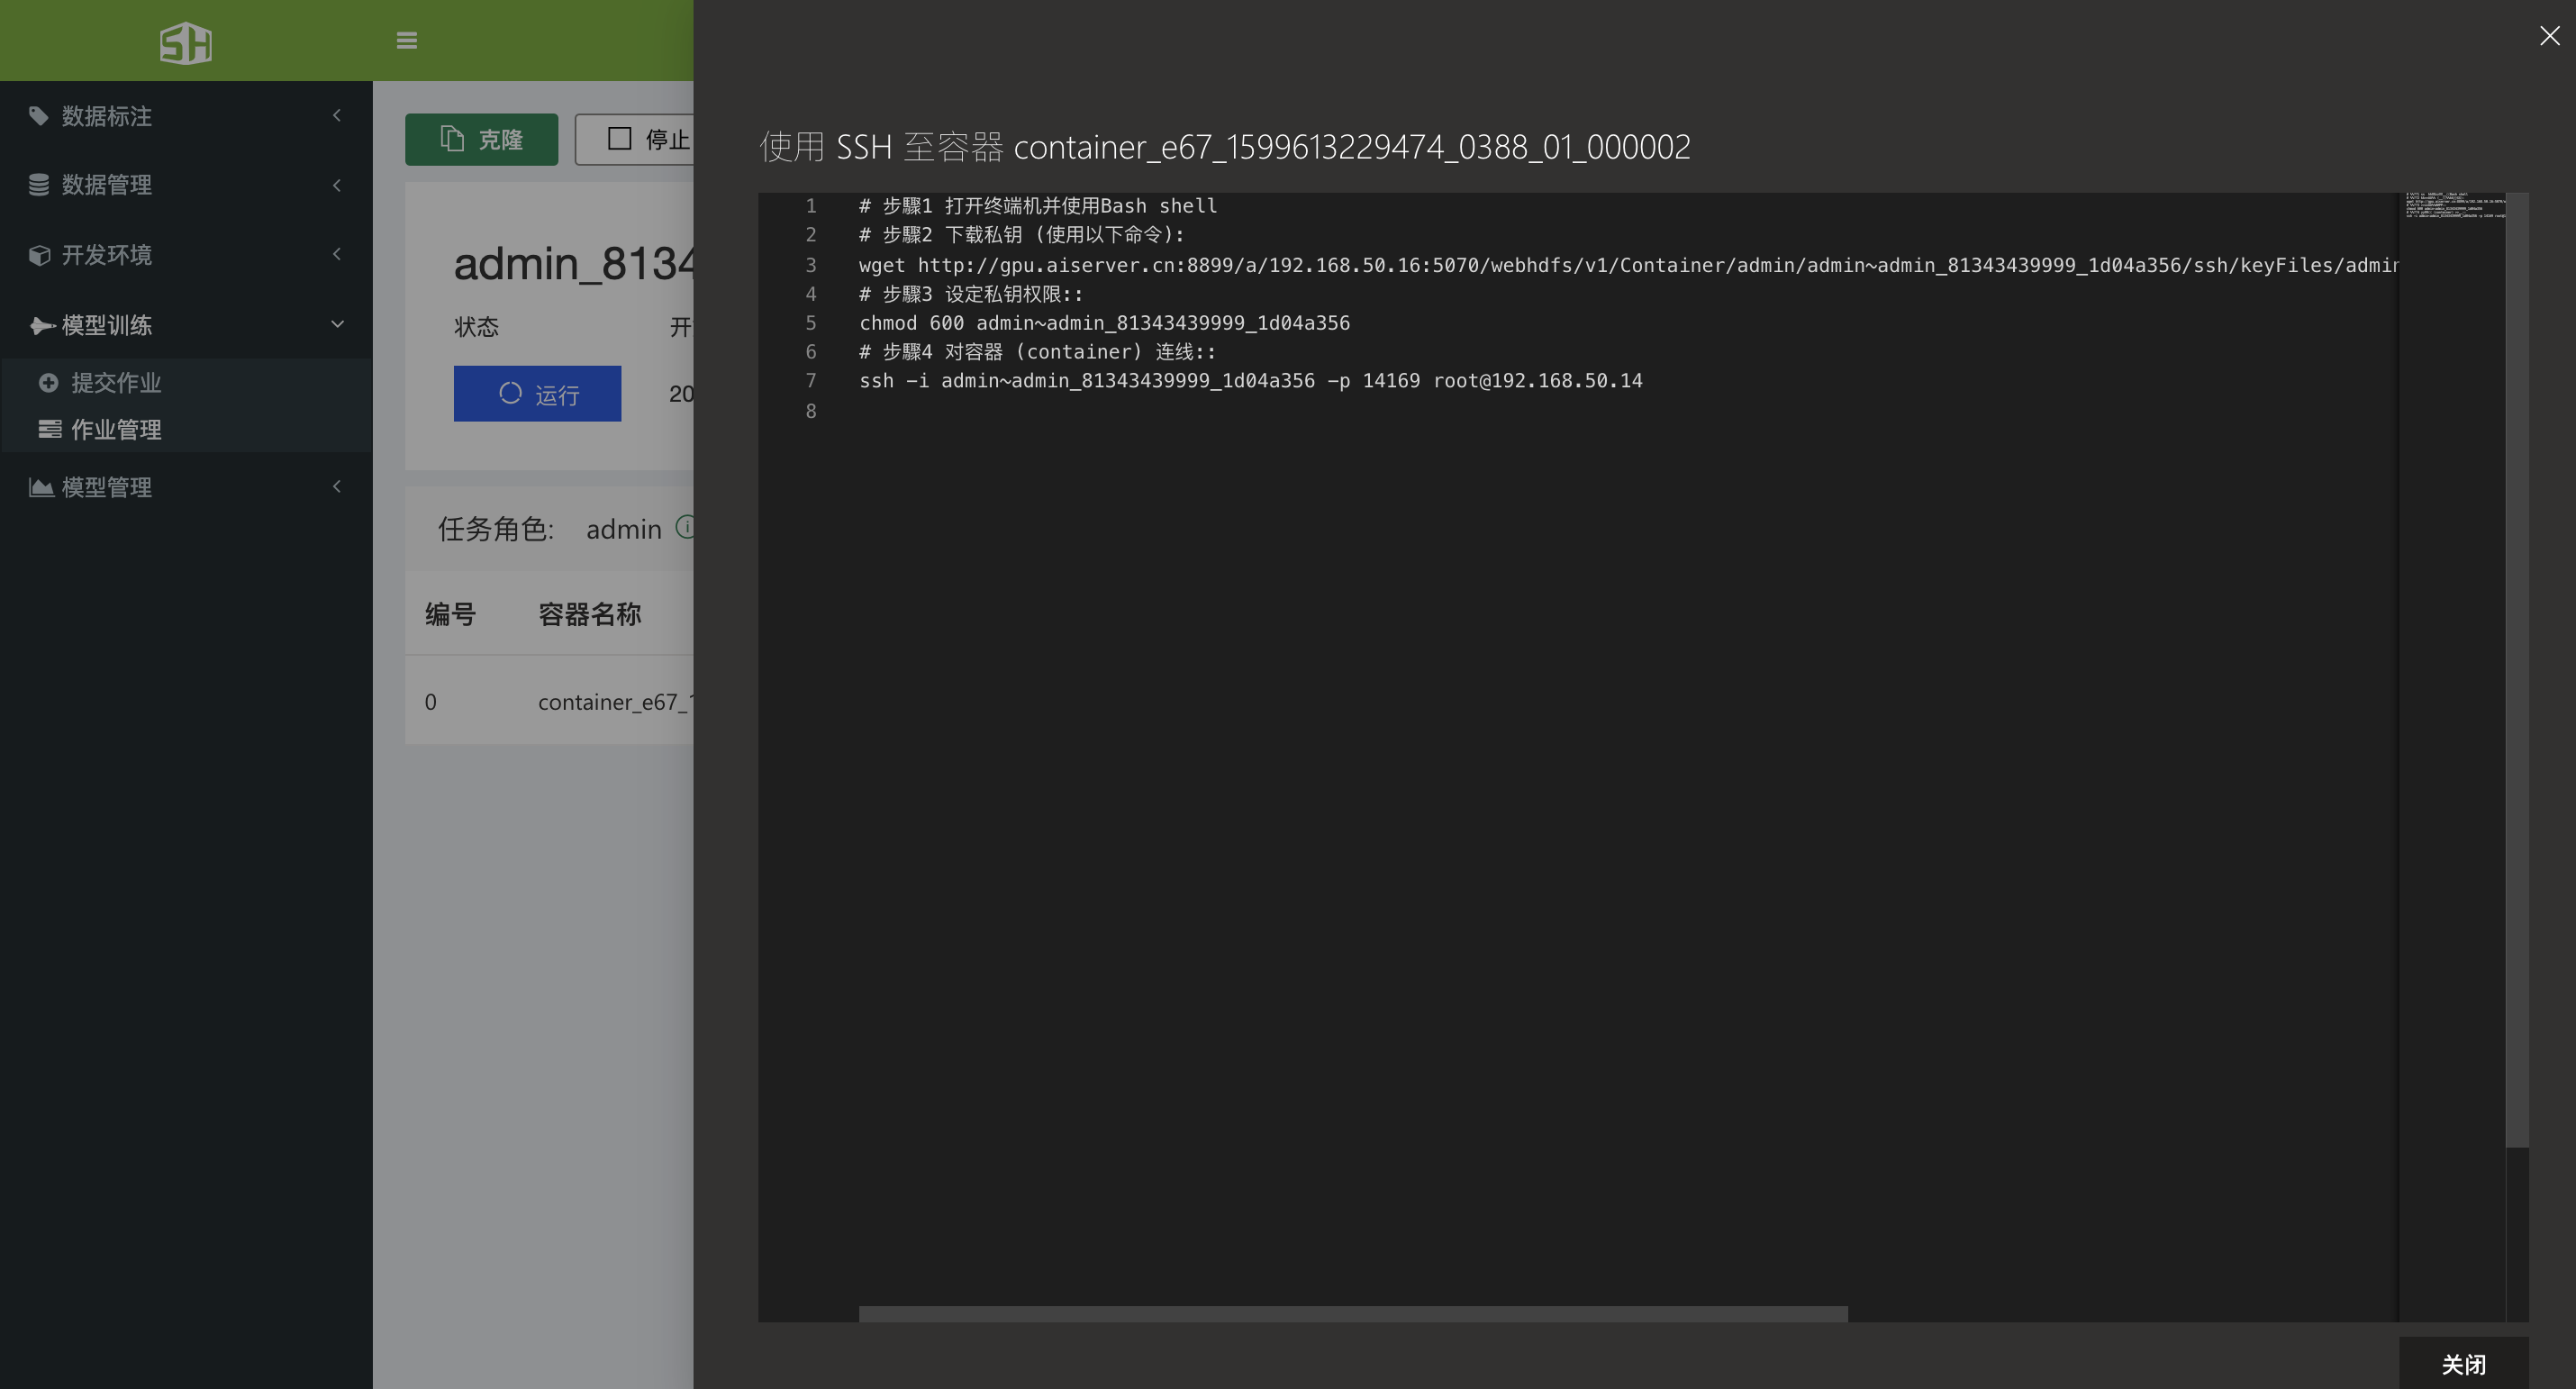 SH
数据标注
数据管理
开发环境
模型训练
提交作业
作业管理
模型管理
克隆
停止
admin_8134
状态
开
运行
20
任务角色: admin
编号 容器名称
0 container_e67_1
使用 SSH 至容器 container_e67_1599613229474_0388_01_000002
1 # 步驟1 打开终端机并使用Bash shell
2 # 步驟2 下载私钥 (使用以下命令):
3 wget http://gpu.aiserver.cn:8899/a/192.168.50.16:5070/webhdfs/v1/Container/admin/admin~admin_81343439999_1d04a356/ssh/keyFiles/admin
4 # 步驟3 设定私钥权限::
5 chmod 600 admin~admin_81343439999_1d04a356
6 # 步驟4 对容器 (container) 连线::
7 ssh -i admin~admin_81343439999_1d04a356 -p 14169 root@192.168.50.14
8
关闭